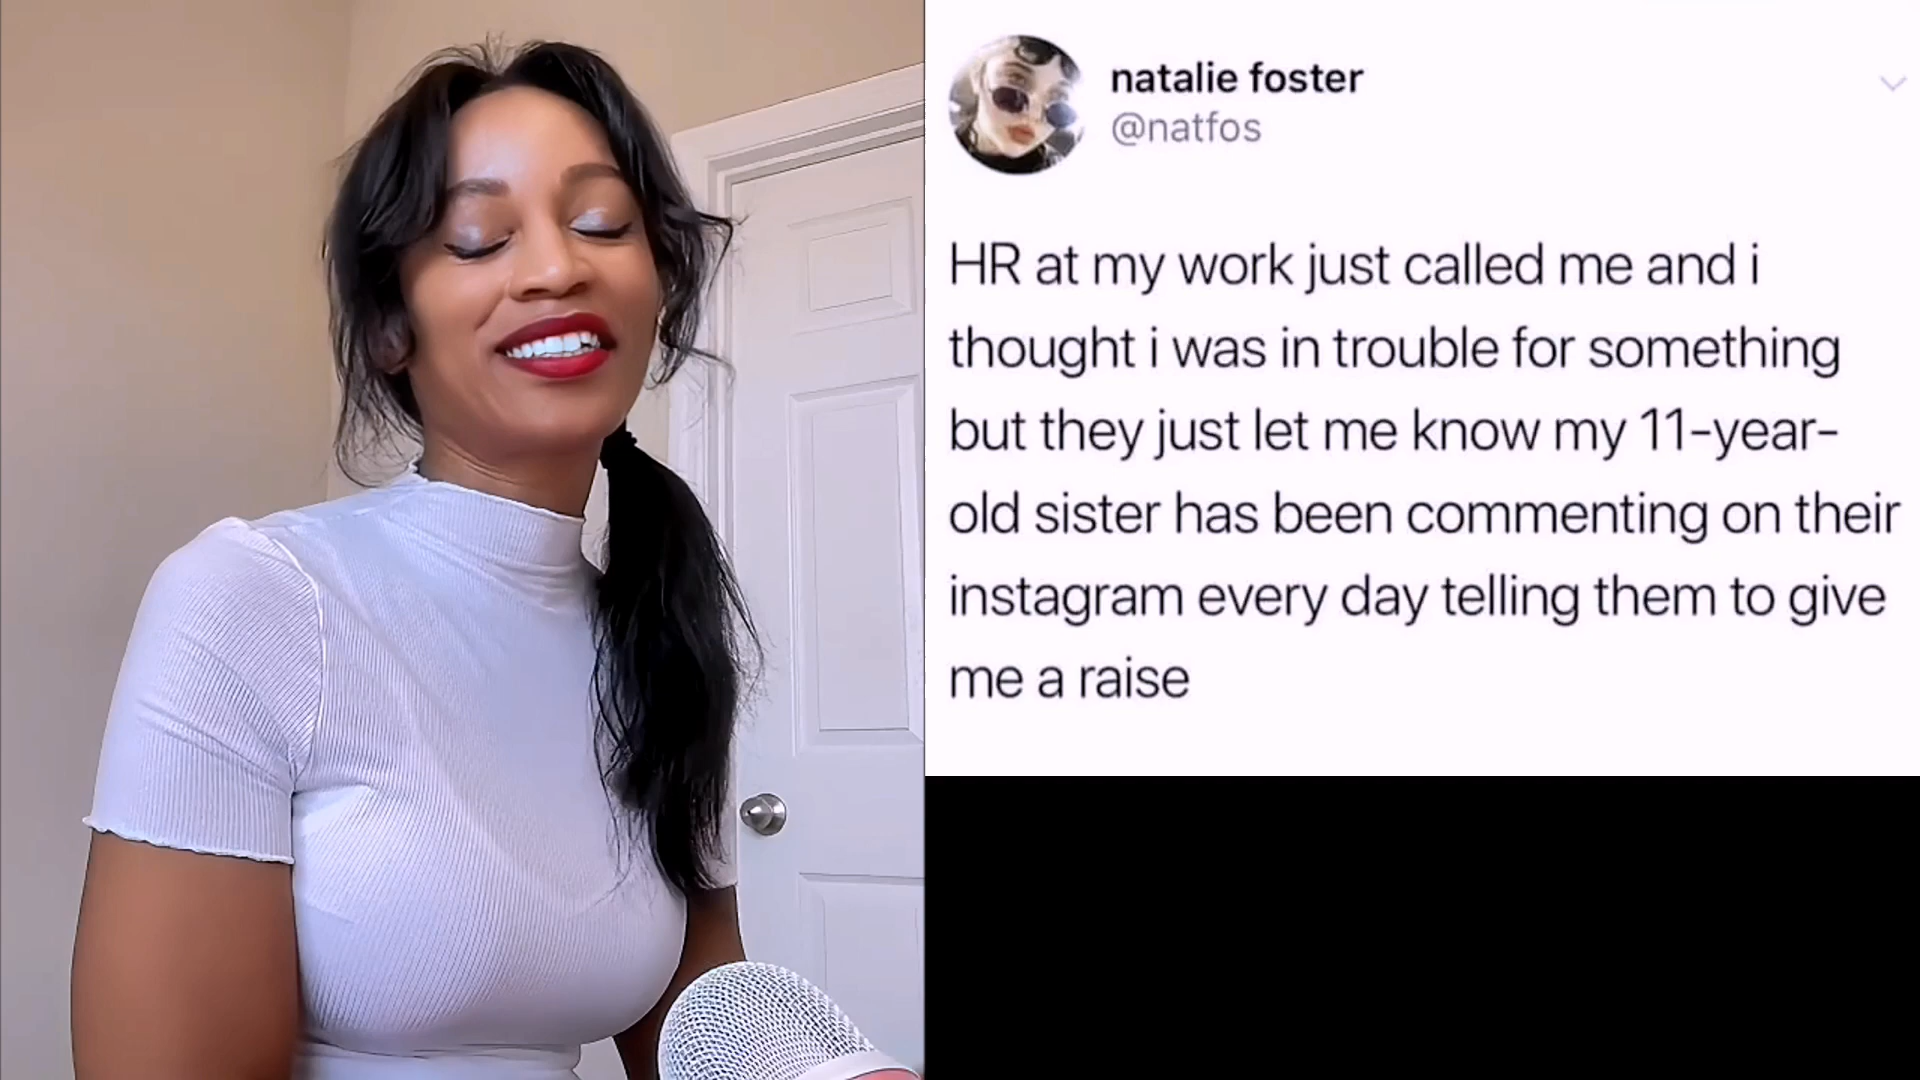 natalie foster
@natfos
HR at my work just called me and i
thought i was in trouble for something
but they just let me know my 11-year-
old sister has been commenting on their
instagram every day telling them to give
me a raise